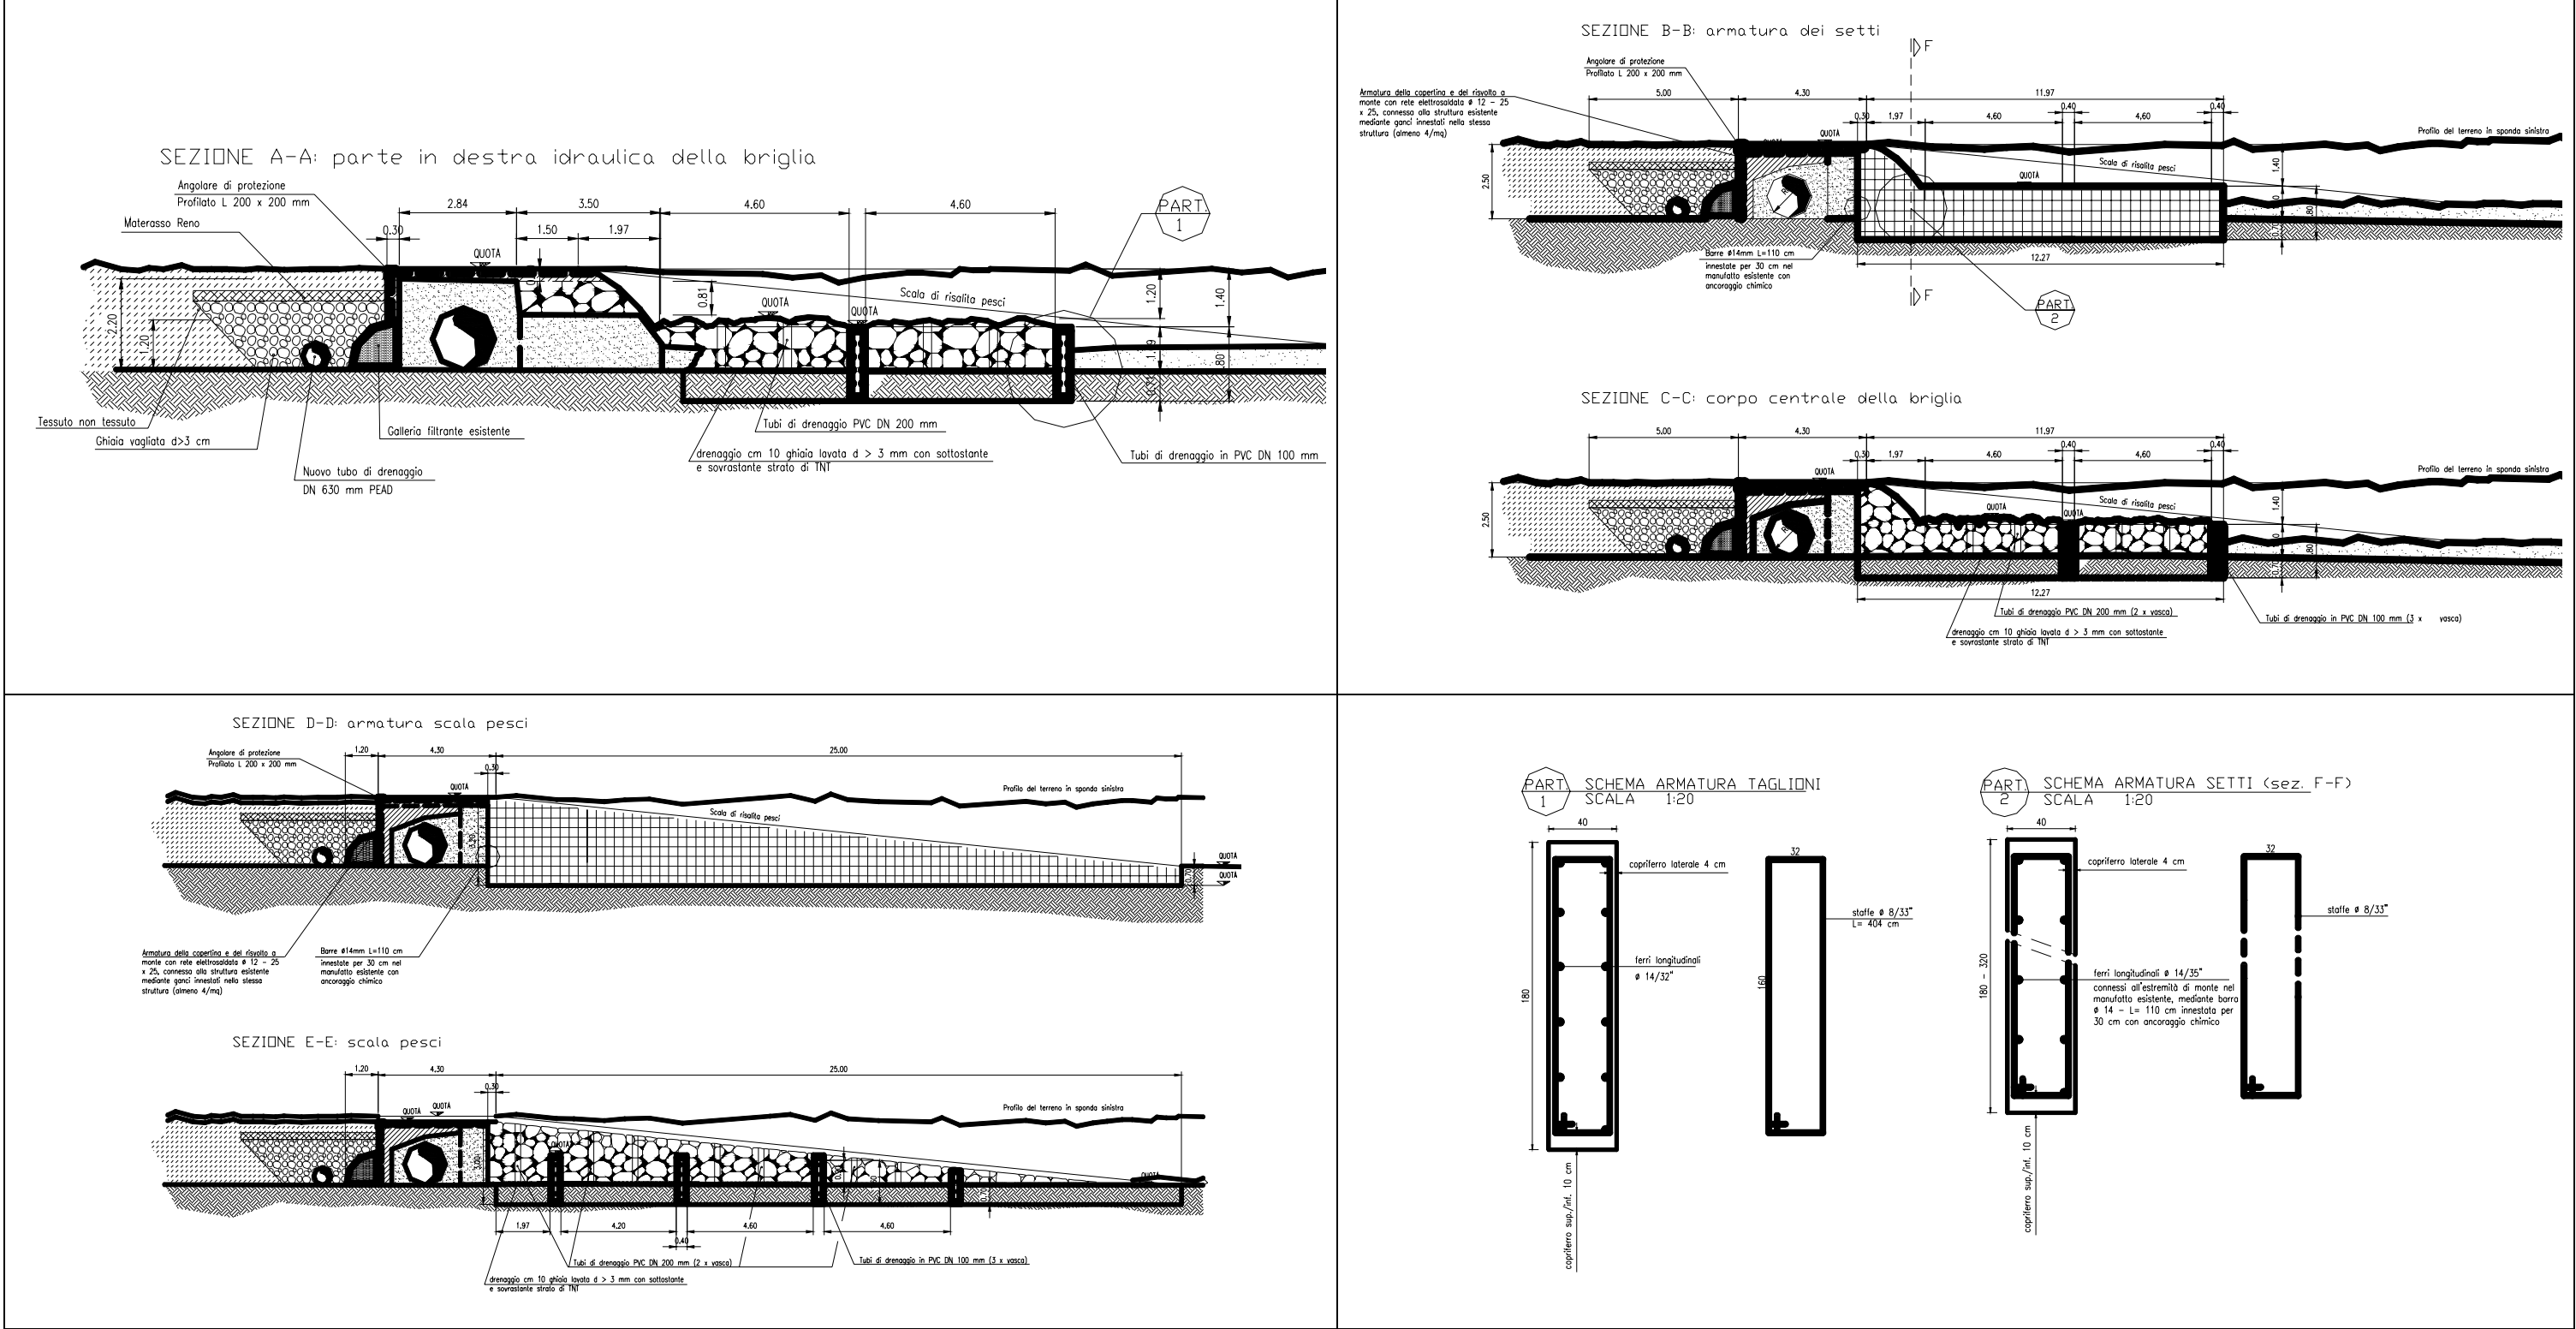 SEZIONE A-A: parte in destra idraulica della briglia
Angolare di protezione
Profilato L 200 x 200 mm
Materasso Reno
0.30
2.84
3.50
4.60
4.60
1.50
1.97
PART.
1
QUOTA
QUOTA
QUOTA
0.81
Scala di risalita pesci
1.20
1.40
2.20
1.20
0.71
Tessuto non tessuto
Ghiaia vagliata d>3 cm
Galleria filtrante esistente
Nuovo tubo di drenaggio
DN 630 mm PEAD
Tubi di drenaggio PVC DN 200 mm
drenaggio cm 10 ghiaia lavata d > 3 mm con sottostante
e sovrastante strato di TNT
Tubi di drenaggio in PVC DN 100 mm
SEZIONE B-B: armatura dei setti
F
Angolare di protezione
Profilato L 200 x 200 mm
Armatura della copertina e del risvolto a
monte con rete elettrosaldata ø 12 - 25
x 25, connessa alla struttura esistente
mediante ganci innestati nella stessa
struttura (almeno 4/mq)
5.00
4.30
11.97
0.40
0.40
0.30
1.97
4.60
4.60
QUOTA
QUOTA
Profilo del terreno in sponda sinistra
Scala di risalita pesci
QUOTA
1.40
2.50
0.70
Barre ø14mm L=110 cm
innestate per 30 cm nel
manufatto esistente con
ancoraggio chimico
12.27
F
PART.
2
SEZIONE C-C: corpo centrale della briglia
5.00
4.30
11.97
0.40
0.40
0.30
1.97
4.60
4.60
QUOTA
Profilo del terreno in sponda sinistra
Scala di risalita pesci
QUOTA
QUOTA
1.40
2.50
0.70
12.27
Tubi di drenaggio PVC DN 200 mm (2 x vasca)
Tubi di drenaggio in PVC DN 100 mm (3 x vasca)
drenaggio cm 10 ghiaia lavata d > 3 mm con sottostante
e sovrastante strato di TNT
SEZIONE D-D: armatura scala pesci
Angolare di protezione
Profilato L 200 x 200 mm
1.20
4.30
25.00
0.30
QUOTA
Profilo del terreno in sponda sinistra
Scala di risalita pesci
3.20
QUOTA
QUOTA
0.70
Armatura della copertina e del risvolto a
monte con rete elettrosaldata ø 12 - 25
x 25, connessa alla struttura esistente
mediante ganci innestati nella stessa
struttura (almeno 4/mq)
Barre ø14mm L=110 cm
innestate per 30 cm nel
manufatto esistente con
ancoraggio chimico
SEZIONE E-E: scala pesci
1.20
4.30
25.00
0.30
QUOTA
QUOTA
Profilo del terreno in sponda sinistra
QUOTA
QUOTA
0.70
1.97
4.20
4.60
4.60
0.40
Tubi di drenaggio PVC DN 200 mm (2 x vasca)
Tubi di drenaggio in PVC DN 100 mm (3 x vasca)
drenaggio cm 10 ghiaia lavata d > 3 mm con sottostante
e sovrastante strato di TNT
PART.
1
SCHEMA ARMATURA TAGLIONI
SCALA 1:20
40
32
copriferro laterale 4 cm
staffe ø 8/33"
L= 404 cm
ferri longitudinali
ø 14/32"
180
160
copriferro sup./inf. 10 cm
PART.
2
SCHEMA ARMATURA SETTI (sez. F-F)
SCALA 1:20
40
32
copriferro laterale 4 cm
staffe ø 8/33"
ferri longitudinali ø 14/35"
connessi all'estremità di monte nel
manufatto esistente, mediante barra
ø 14 - L= 110 cm innestata per
30 cm con ancoraggio chimico
180 - 320
copriferro sup./inf. 10 cm